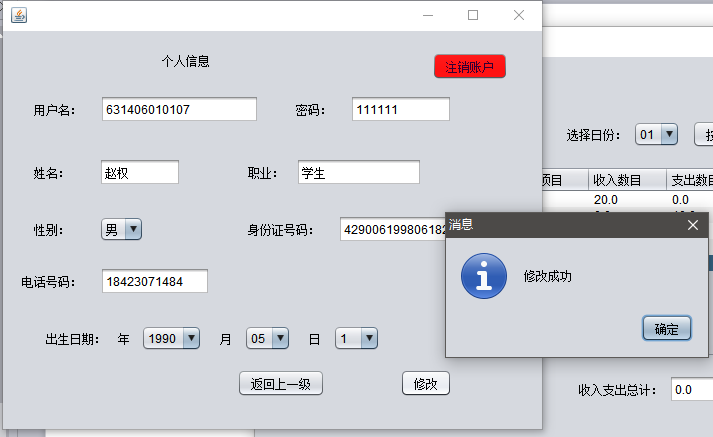 个人信息
注销账户
用户名： 631406010107 密码： 111111
选择日份： 01
姓名： 赵权 职业： 学生
项目 收入数目 支出数目
20.0 0.0
消息
性别： 男 身份证号码： 42900619980618
修改成功
电话号码： 18423071484
确定
出生日期： 年 1990 月 05 日 1
返回上一级 修改
收入支出总计： 0.0